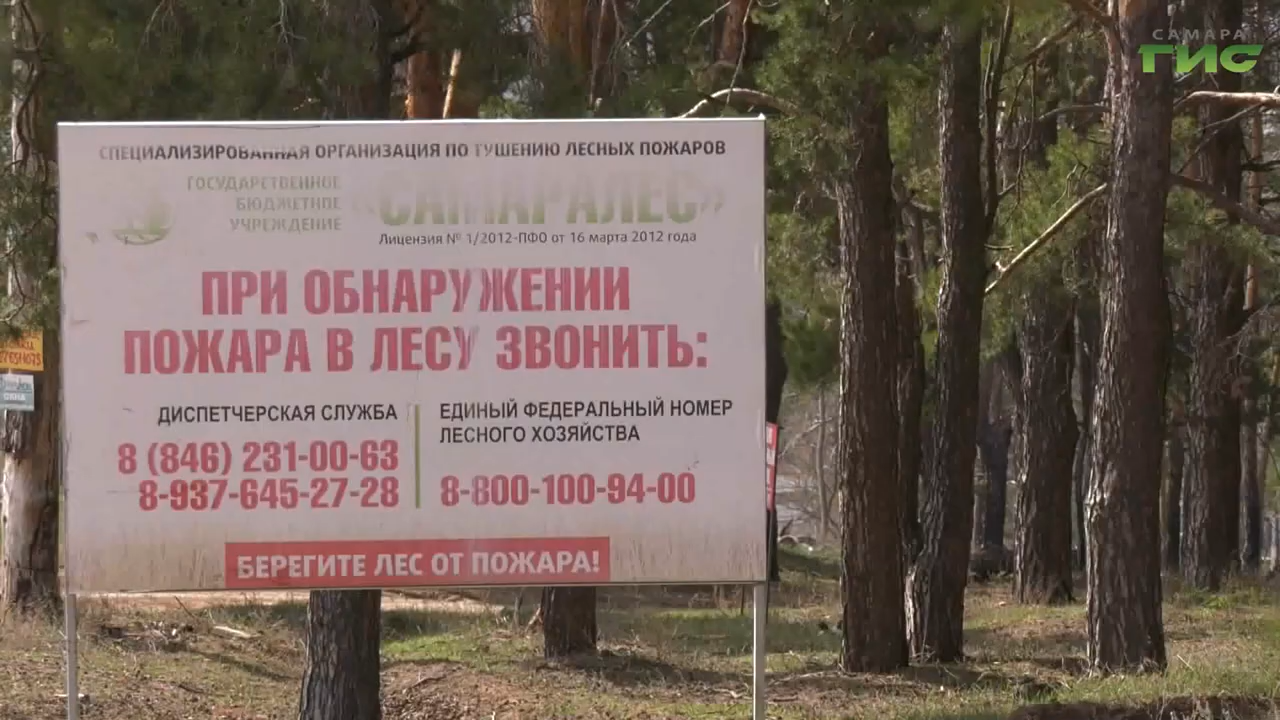 САМАРА
ГИС
СПЕЦИАЛИЗИРОВАННАЯ ОРГАНИЗАЦИЯ ПО ТУШЕНИЮ ЛЕСНЫХ ПОЖАРОВ
ГОСУДАРСТВЕННОЕ
БЮДЖЕТНОЕ
УЧРЕЖДЕНИЕ
«САМАРАЛЕС»
Лицензия № 1/2012-ПФО от 16 марта 2012 года
ПРИ ОБНАРУЖЕНИИ
ПОЖАРА В ЛЕСУ ЗВОНИТЬ:
ДИСПЕТЧЕРСКАЯ СЛУЖБА
8 (846) 231-00-63
8-937-645-27-28
ЕДИНЫЙ ФЕДЕРАЛЬНЫЙ НОМЕР
ЛЕСНОГО ХОЗЯЙСТВА
8-800-100-94-00
БЕРЕГИТЕ ЛЕС ОТ ПОЖАРА!
ОКНА